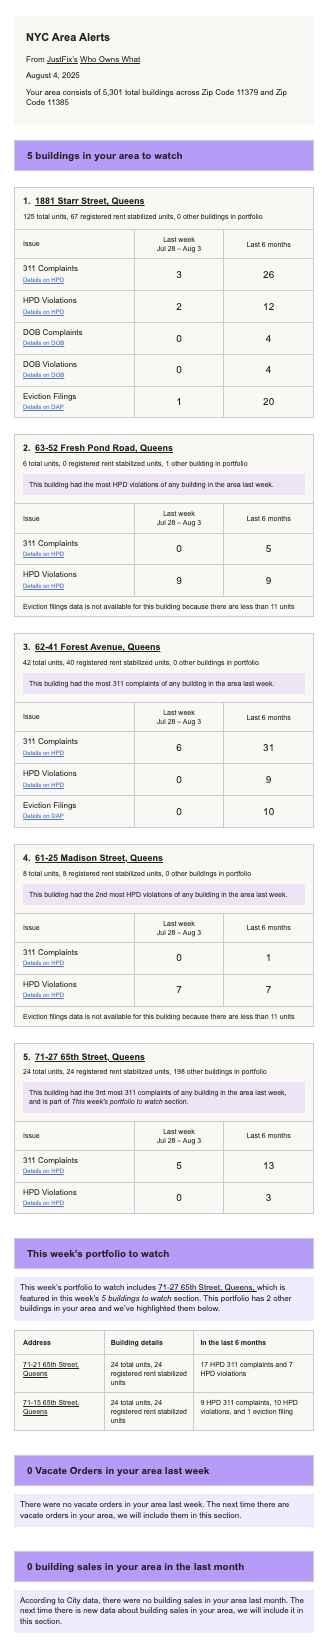 NYC Area Alerts
From JustFix's Who Owns What
August 4, 2025
Your area consists of 5,301 total buildings across Zip Code 11379 and Zip
Code 11385
5 buildings in your area to watch
1. 1881 Starr Street, Queens
125 total units, 67 registered rent stabilized units, 0 other buildings in portfolio
Issue
Last week
Jul 28 – Aug 3
Last 6 months
311 Complaints
Details on HPD
3
26
HPD Violations
Details on HPD
2
12
DOB Complaints
Details on DOB
0
4
DOB Violations
Details on DOB
0
4
Eviction Filings
Details on DAP
1
20
2. 63-52 Fresh Pond Road, Queens
6 total units, 0 registered rent stabilized units, 1 other building in portfolio
This building had the most HPD violations of any building in the area last week.
Issue
Last week
Jul 28 – Aug 3
Last 6 months
311 Complaints
Details on HPD
0
5
HPD Violations
Details on HPD
9
9
Eviction filings data is not available for this building because there are less than 11 units
3. 62-41 Forest Avenue, Queens
42 total units, 40 registered rent stabilized units, 0 other buildings in portfolio
This building had the most 311 complaints of any building in the area last week.
Issue
Last week
Jul 28 – Aug 3
Last 6 months
311 Complaints
Details on HPD
6
31
HPD Violations
Details on HPD
0
9
Eviction Filings
Details on DAP
0
10
4. 61-25 Madison Street, Queens
8 total units, 8 registered rent stabilized units, 0 other buildings in portfolio
This building had the 2nd most HPD violations of any building in the area last week.
Issue
Last week
Jul 28 – Aug 3
Last 6 months
311 Complaints
Details on HPD
0
1
HPD Violations
Details on HPD
7
7
Eviction filings data is not available for this building because there are less than 11 units
5. 71-27 65th Street, Queens
24 total units, 24 registered rent stabilized units, 198 other buildings in portfolio
This building had the 3rd most 311 complaints of any building in the area last week,
and is part of This week's portfolio to watch section.
Issue
Last week
Jul 28 – Aug 3
Last 6 months
311 Complaints
Details on HPD
5
13
HPD Violations
Details on HPD
0
3
This week's portfolio to watch
This week's portfolio to watch includes 71-27 65th Street, Queens, which is
featured in this week's 5 buildings to watch section. This portfolio has 2 other
buildings in your area and we've highlighted them below.
Address
Building details
In the last 6 months
71-21 65th Street,
Queens
24 total units, 24
registered rent stabilized
units
17 HPD 311 complaints and 7
HPD violations
71-15 65th Street,
Queens
24 total units, 24
registered rent stabilized
units
9 HPD 311 complaints, 10 HPD
violations, and 1 eviction filing
0 Vacate Orders in your area last week
There were no vacate orders in your area last week. The next time there are
vacate orders in your area, we will include them in this section.
0 building sales in your area in the last month
According to City data, there were no building sales in your area last month. The
next time there is new data about building sales in your area, we will include it in
this section.